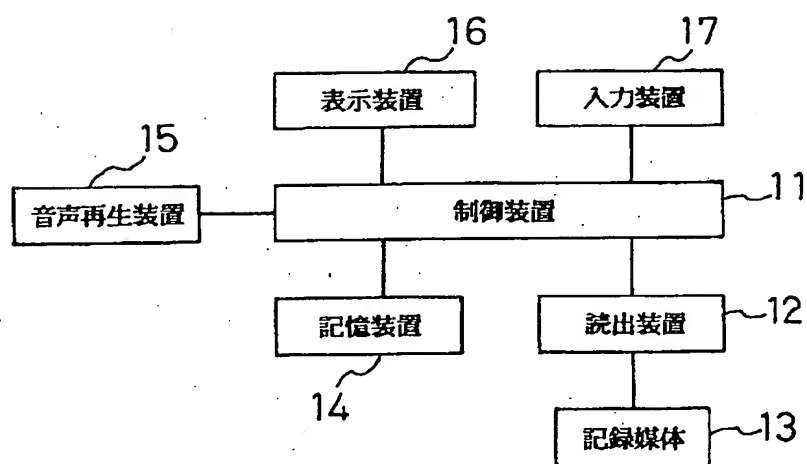 16
17
表示装置
入力装置
15
11
音声再生装置
制御装置
記憶装置
読出装置
12
14
記録媒体
13